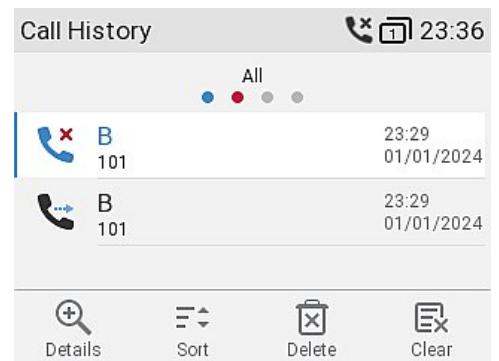 Call History 1 23:36
All
B 23:29
101 01/01/2024
B 23:29
101 01/01/2024
Details Sort Delete Clear